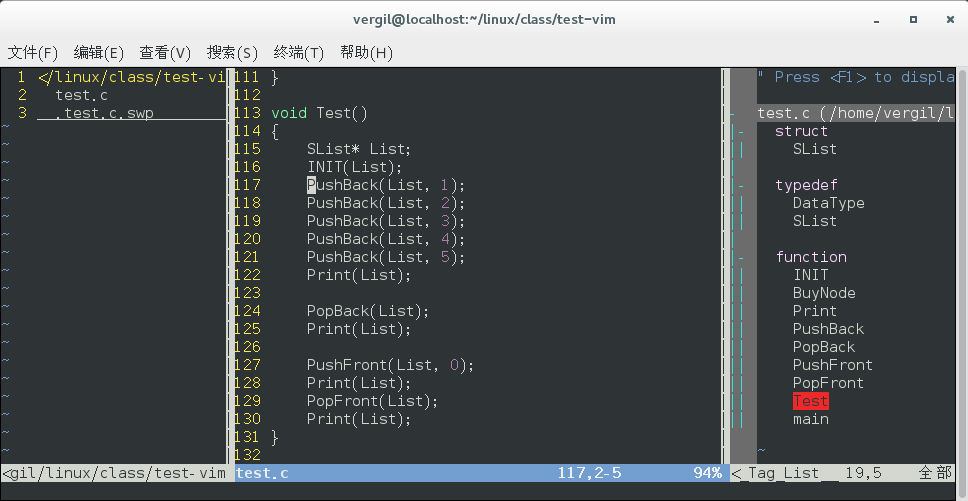 vergil@localhost:~/linux/class/test-vim
文件(F) 编辑(E) 查看(V) 搜索(S) 终端(T) 帮助(H)
1 </linux/class/test-vi
2 test.c
3 .test.c.swp
111 }
112
113 void Test()
114 {
115 SList* List;
116 INIT(List);
117 PushBack(List, 1);
118 PushBack(List, 2);
119 PushBack(List, 3);
120 PushBack(List, 4);
121 PushBack(List, 5);
122 Print(List);
123
124 PopBack(List);
125 Print(List);
126
127 PushFront(List, 0);
128 Print(List);
129 PopFront(List);
130 Print(List);
131 }
132
" Press <F1> to displa
test.c (/home/vergil/l
struct
SList
typedef
DataType
SList
function
INIT
BuyNode
Print
PushBack
PopBack
PushFront
PopFront
Test
main
<gil/linux/class/test-vim test.c 117,2-5 94% <_Tag_List__ 19,5 全部